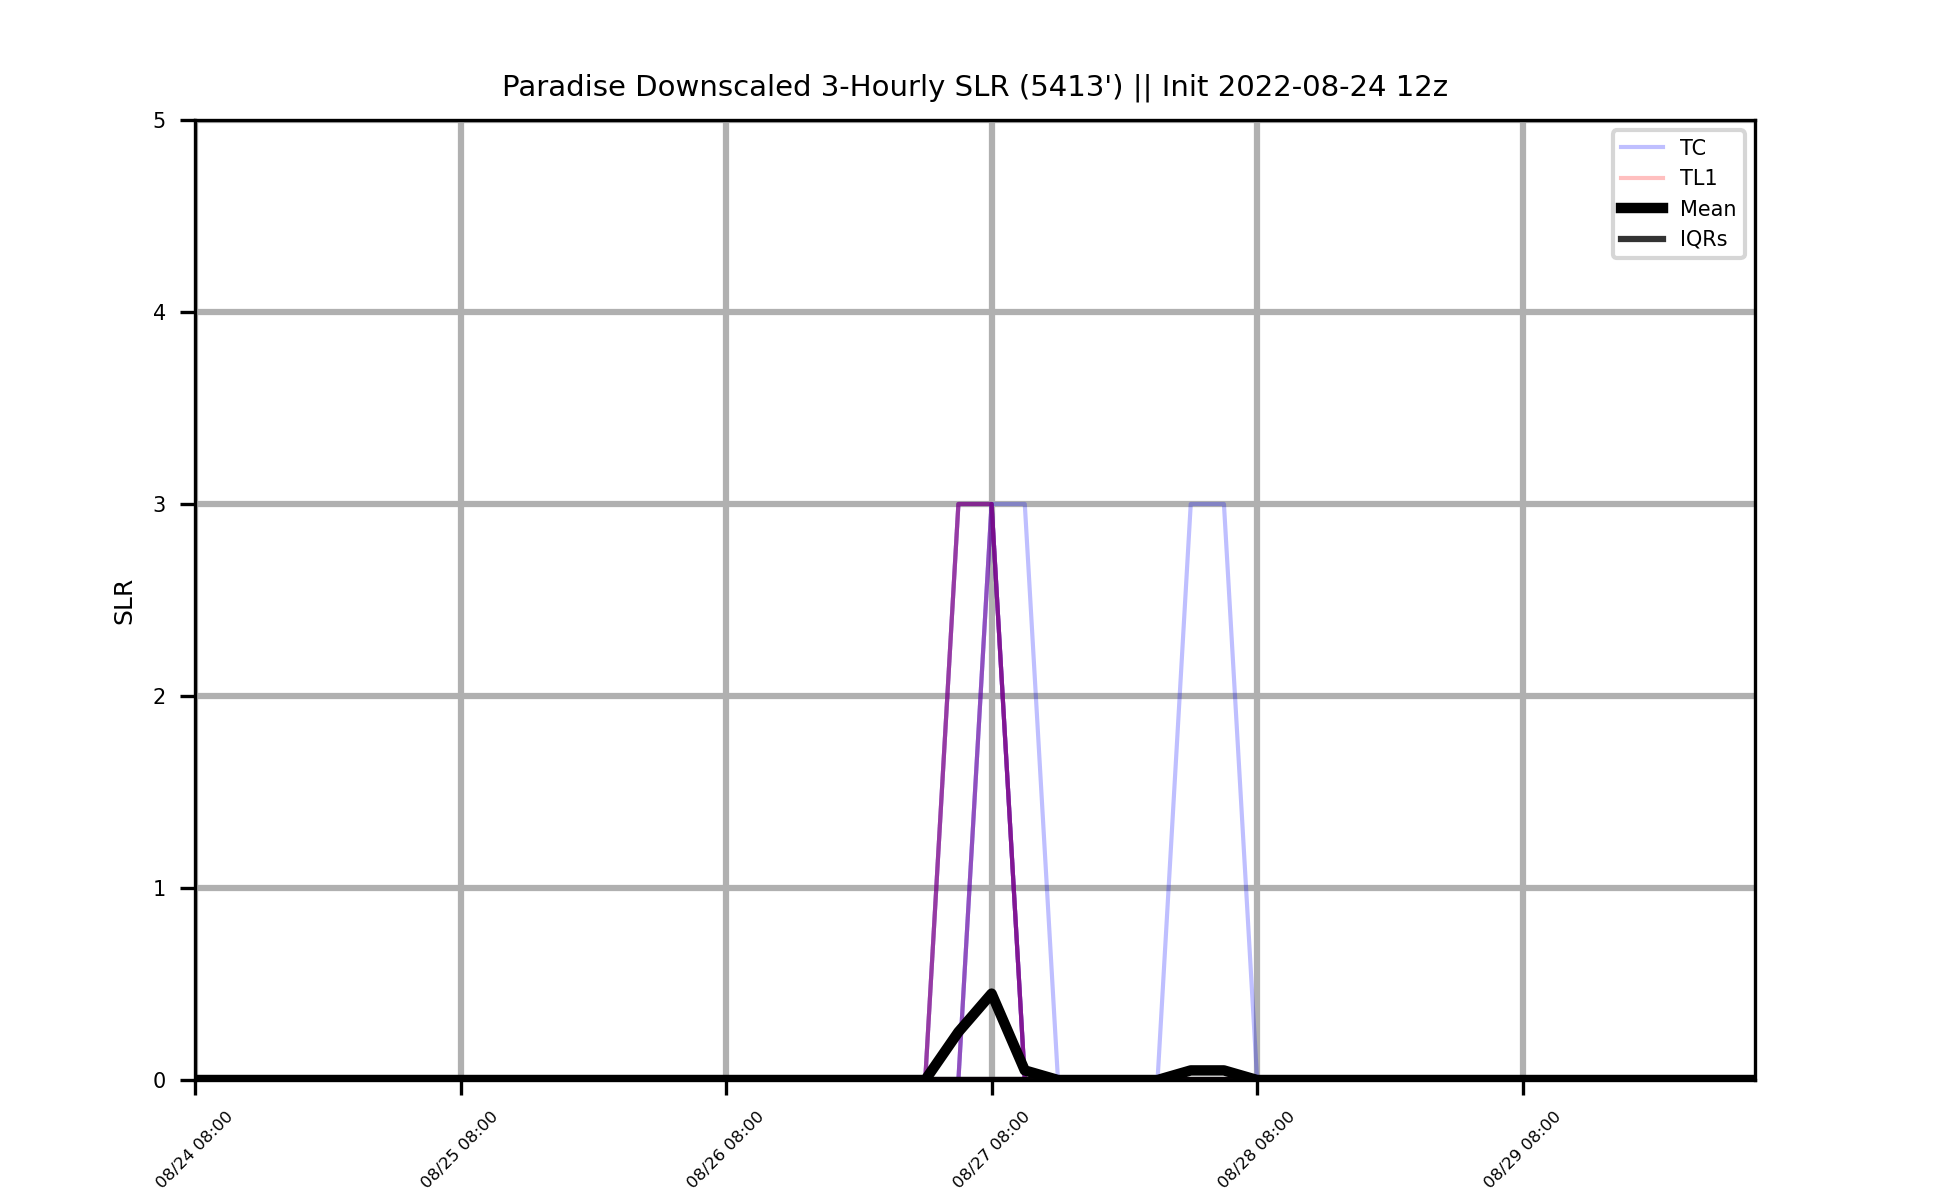 Paradise Downscaled 3-Hourly SLR (5413') || Init 2022-08-24 12z
TC
TL1
Mean
IQRs
SLR
5
4
3
2
1
0
08/24 08:00
08/25 08:00
08/26 08:00
08/27 08:00
08/28 08:00
08/29 08:00